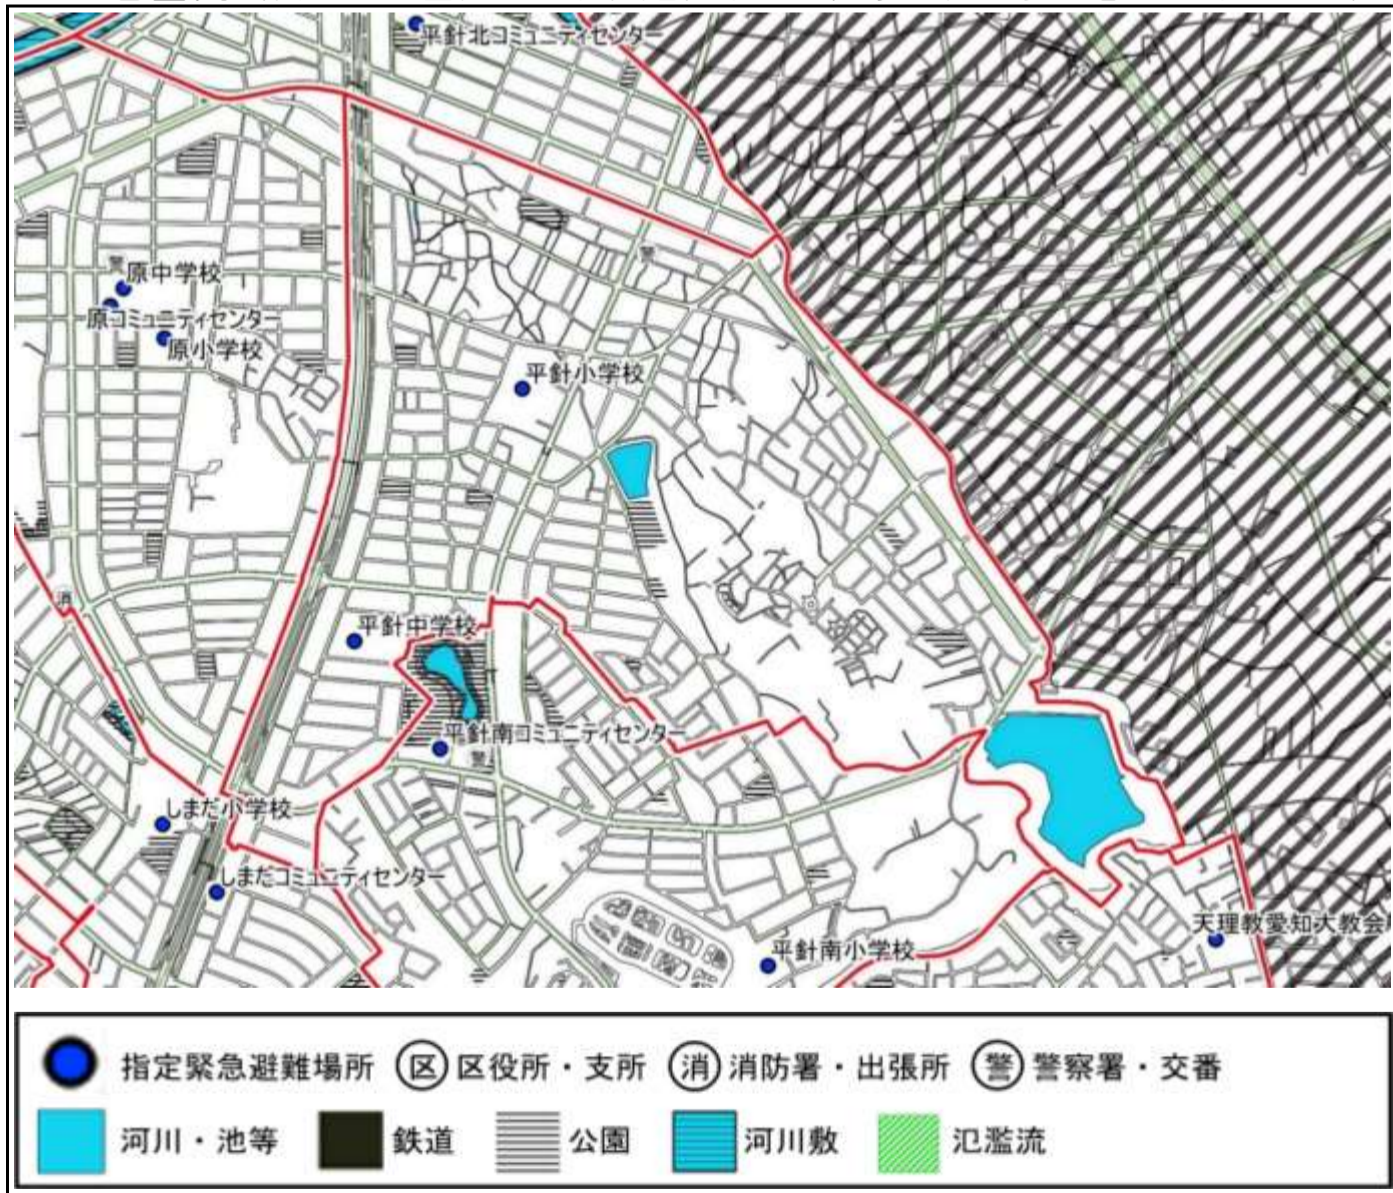 平針北コミュニティセンター
警
原中学校
原コミュニティセンター
原小学校
警
平針小学校
消
平針中学校
平針南コミュニティセンター
警
しまだ小学校
しまだコミュニティセンター
天理教愛知大教会
平針南小学校
指定緊急避難場所 区 区役所・支所 消 消防署・出張所 警 警察署・交番
河川・池等 鉄道 公園 河川敷 氾濫流